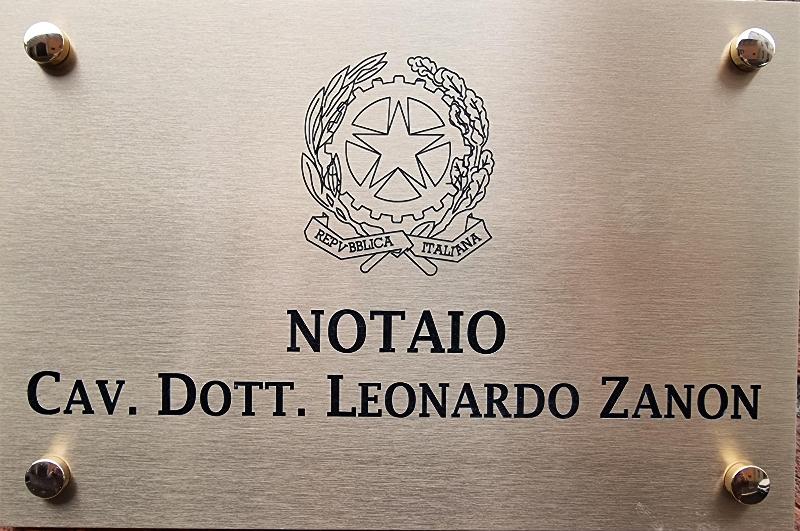 REPVBBLICA ITALIANA
NOTAIO
CAV. DOTT. LEONARDO ZANON